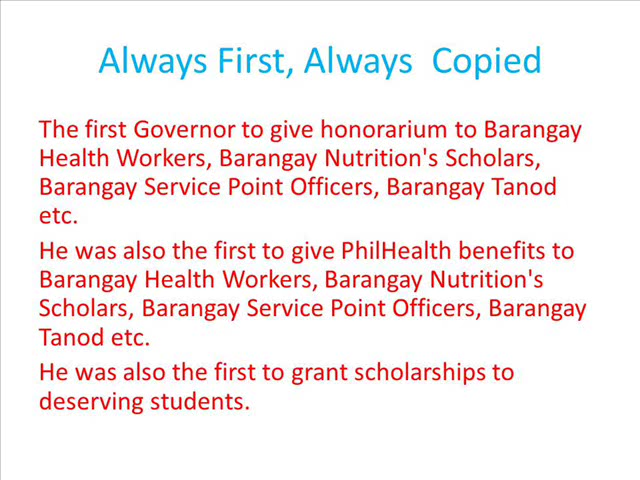 Always First, Always  Copied
The first Governor to give honorarium to Barangay
Health Workers, Barangay Nutrition's Scholars,
Barangay Service Point Officers, Barangay Tanod
etc.
He was also the first to give PhilHealth benefits to
Barangay Health Workers, Barangay Nutrition's
Scholars, Barangay Service Point Officers, Barangay
Tanod etc.
He was also the first to grant scholarships to
deserving students.